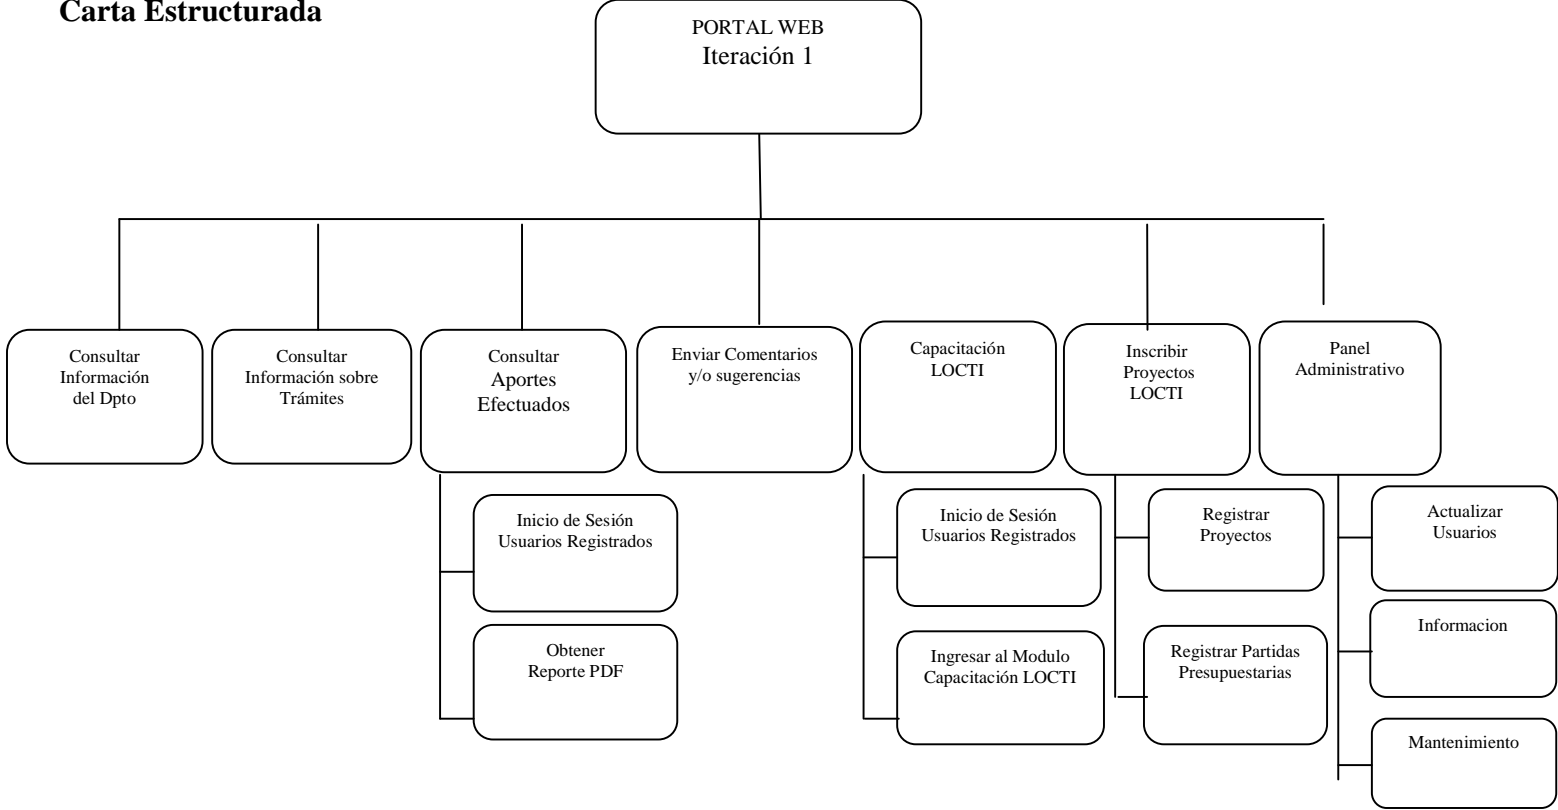 Carta Estructurada
PORTAL WEB
Iteración 1
Consultar
Información
del Dpto
Consultar
Información sobre
Trámites
Consultar
Aportes
Efectuados
Enviar Comentarios
y/o sugerencias
Capacitación
LOCTI
Inscribir
Proyectos
LOCTI
Panel
Administrativo
Inicio de Sesión
Usuarios Registrados
Obtener
Reporte PDF
Inicio de Sesión
Usuarios Registrados
Ingresar al Modulo
Capacitación LOCTI
Registrar
Proyectos
Registrar Partidas
Presupuestarias
Actualizar
Usuarios
Informacion
Mantenimiento